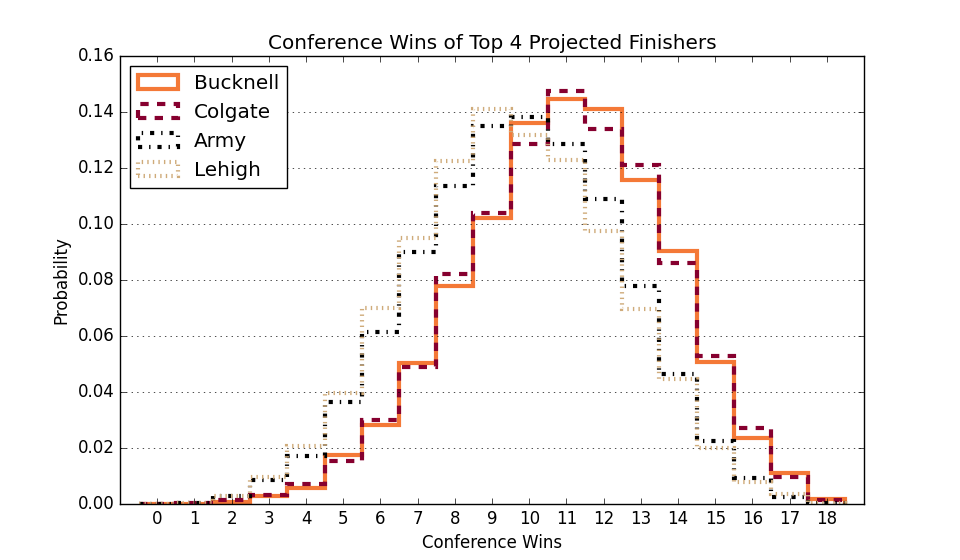 Conference Wins of Top 4 Projected Finishers
0.16
0.14
0.12
0.10
0.08
0.06
0.04
0.02
0.00
Probability
Bucknell
Colgate
Army
Lehigh
0 1 2 3 4 5 6 7 8 9 10 11 12 13 14 15 16 17 18
Conference Wins